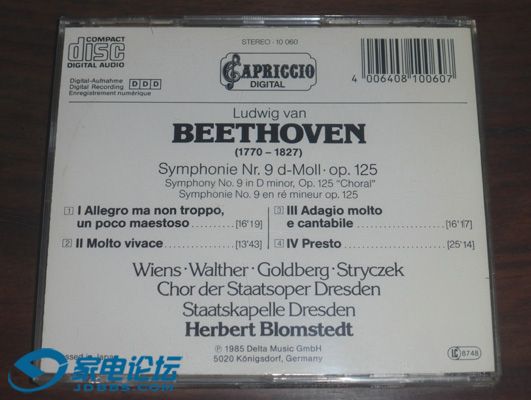 COMPACT
disc
DIGITAL AUDIO
STEREO - 10 060
CAPRICCIO
DIGITAL
4 006408 100607
Digital-Aufnahme
Digital Recording
Enregistrement numérique
DDD
Ludwig van
BEETHOVEN
(1770 – 1827)
Symphonie Nr. 9 d-Moll · op. 125
Symphony No. 9 in D minor, Op. 125 "Choral"
Symphonie No. 9 en ré mineur op. 125
1 I Allegro ma non troppo,
un poco maestoso [16'19]
2 II Molto vivace [13'43]
3 III Adagio molto
e cantabile [16'17]
4 IV Presto [25'14]
Wiens · Walther · Goldberg · Stryczek
Chor der Staatsoper Dresden
Staatskapelle Dresden
Herbert Blomstedt
℗ 1985 Delta Music GmbH
5020 Königsdorf, Germany
in Japan
LC 8748
家电论坛
JDBBS.COM